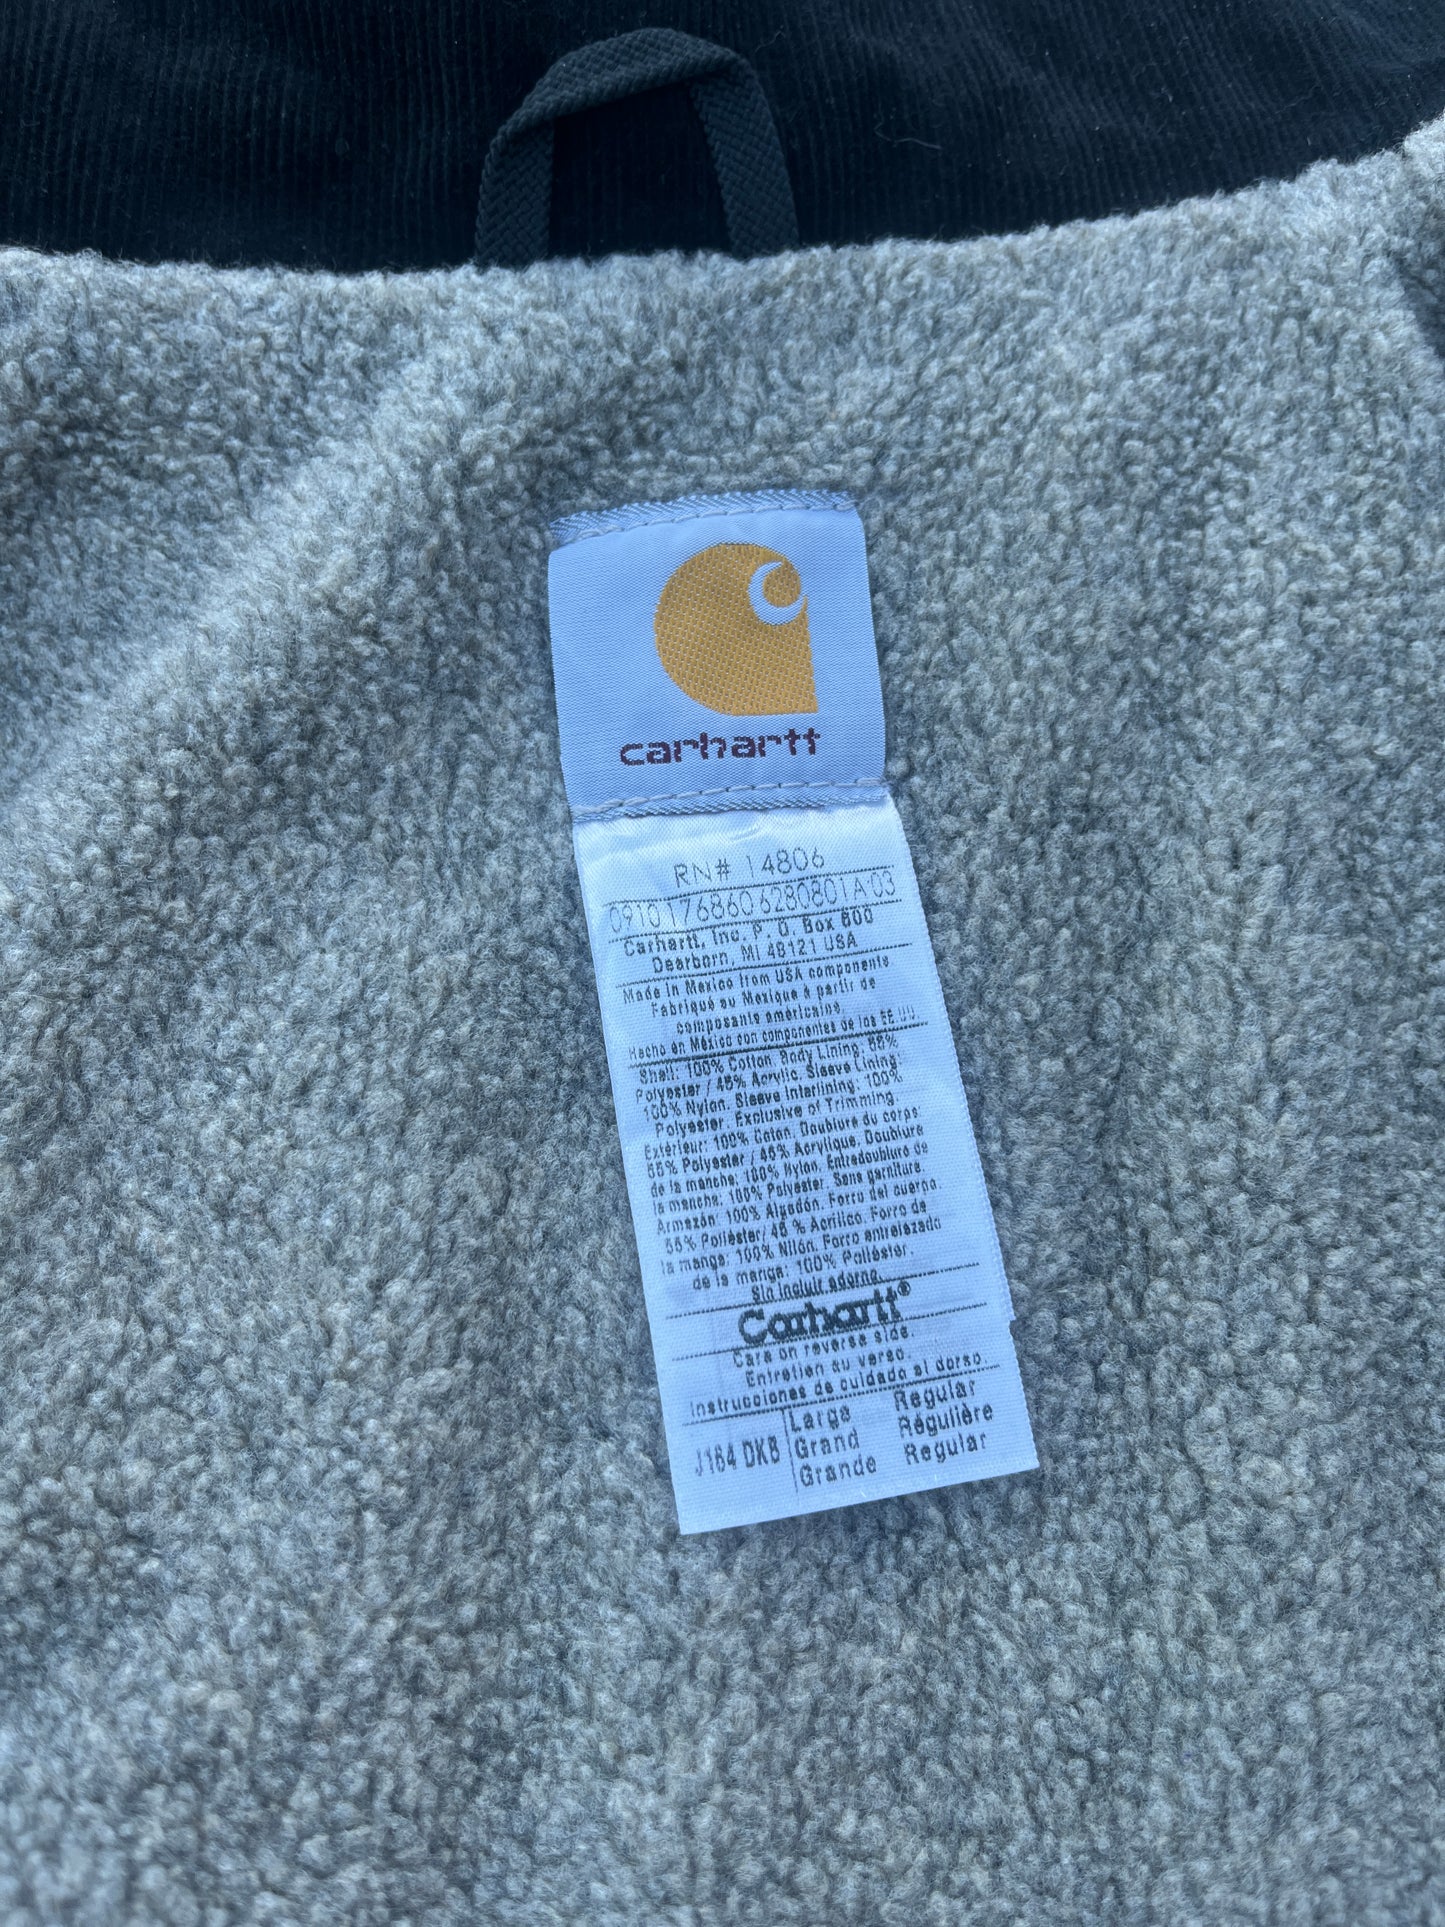 carhartt
RN# 14806
0910176860628080 1A 03
Carhartt, Inc. P. O. Box 600
Dearborn, MI 48121 USA
Made in Mexico from USA components
Fabriqué au Mexique à partir de
composants américains.
Hecho en México con componentes de los EE.UU.
Shell: 100% Cotton. Body Lining: 55%
Polyester / 45% Acrylic. Sleeve Lining:
100% Nylon. Sleeve Interlining: 100%
Polyester. Exclusive of Trimming.
Extérieur: 100% Coton. Doublure du corps:
55% Polyester / 45% Acrylique. Doublure
de la manche: 100% Nylon. Entredoublure de
la manche: 100% Polyester. Sans garniture.
Armazón: 100% Algodón. Forro del cuerpo:
55% Poliéster/ 45 % Acrílico. Forro de
la manga: 100% Nilón. Forro entrelazado
de la manga: 100% Poliéster.
Sin incluir adorno.
Carhartt®
Care on reverse side.
Entretien au verso.
Instrucciones de cuidado al dorso.
J164 DKB Large Regular
Grand Régulière
Grande Regular